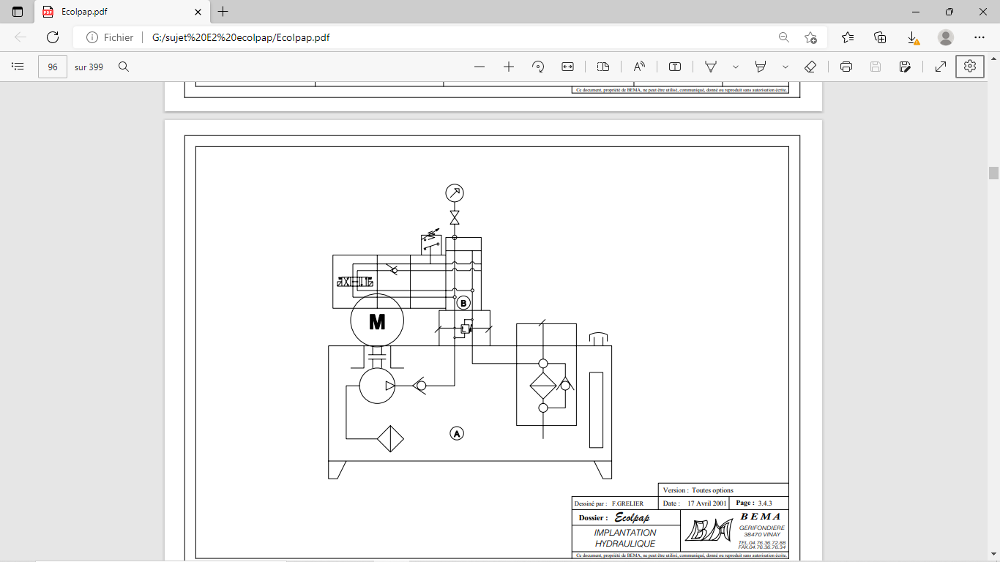 Ecolpap.pdf
Fichier G:/sujet%20E2%20ecolpap/Ecolpap.pdf
96 sur 399
Ce document, propriété de BEMA, ne peut être utilisé, communiqué, donné ou reproduit sans autorisation écrite.
B
M
A
Version : Toutes options
Dessiné par : F.GRELIER Date : 17 Avril 2001 Page : 3.4.3
Dossier : Ecolpap
IMPLANTATION
HYDRAULIQUE
BM
BEMA
GERIFONDIERE
38470 VINAY
TEL.04.76.36.72.88
FAX.04.76.36.76.34
Ce document, propriété de BEMA, ne peut être utilisé, communiqué, donné ou reproduit sans autorisation écrite.